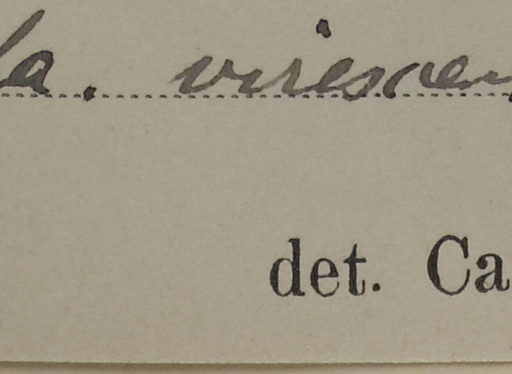 la. virescen
det. Ca